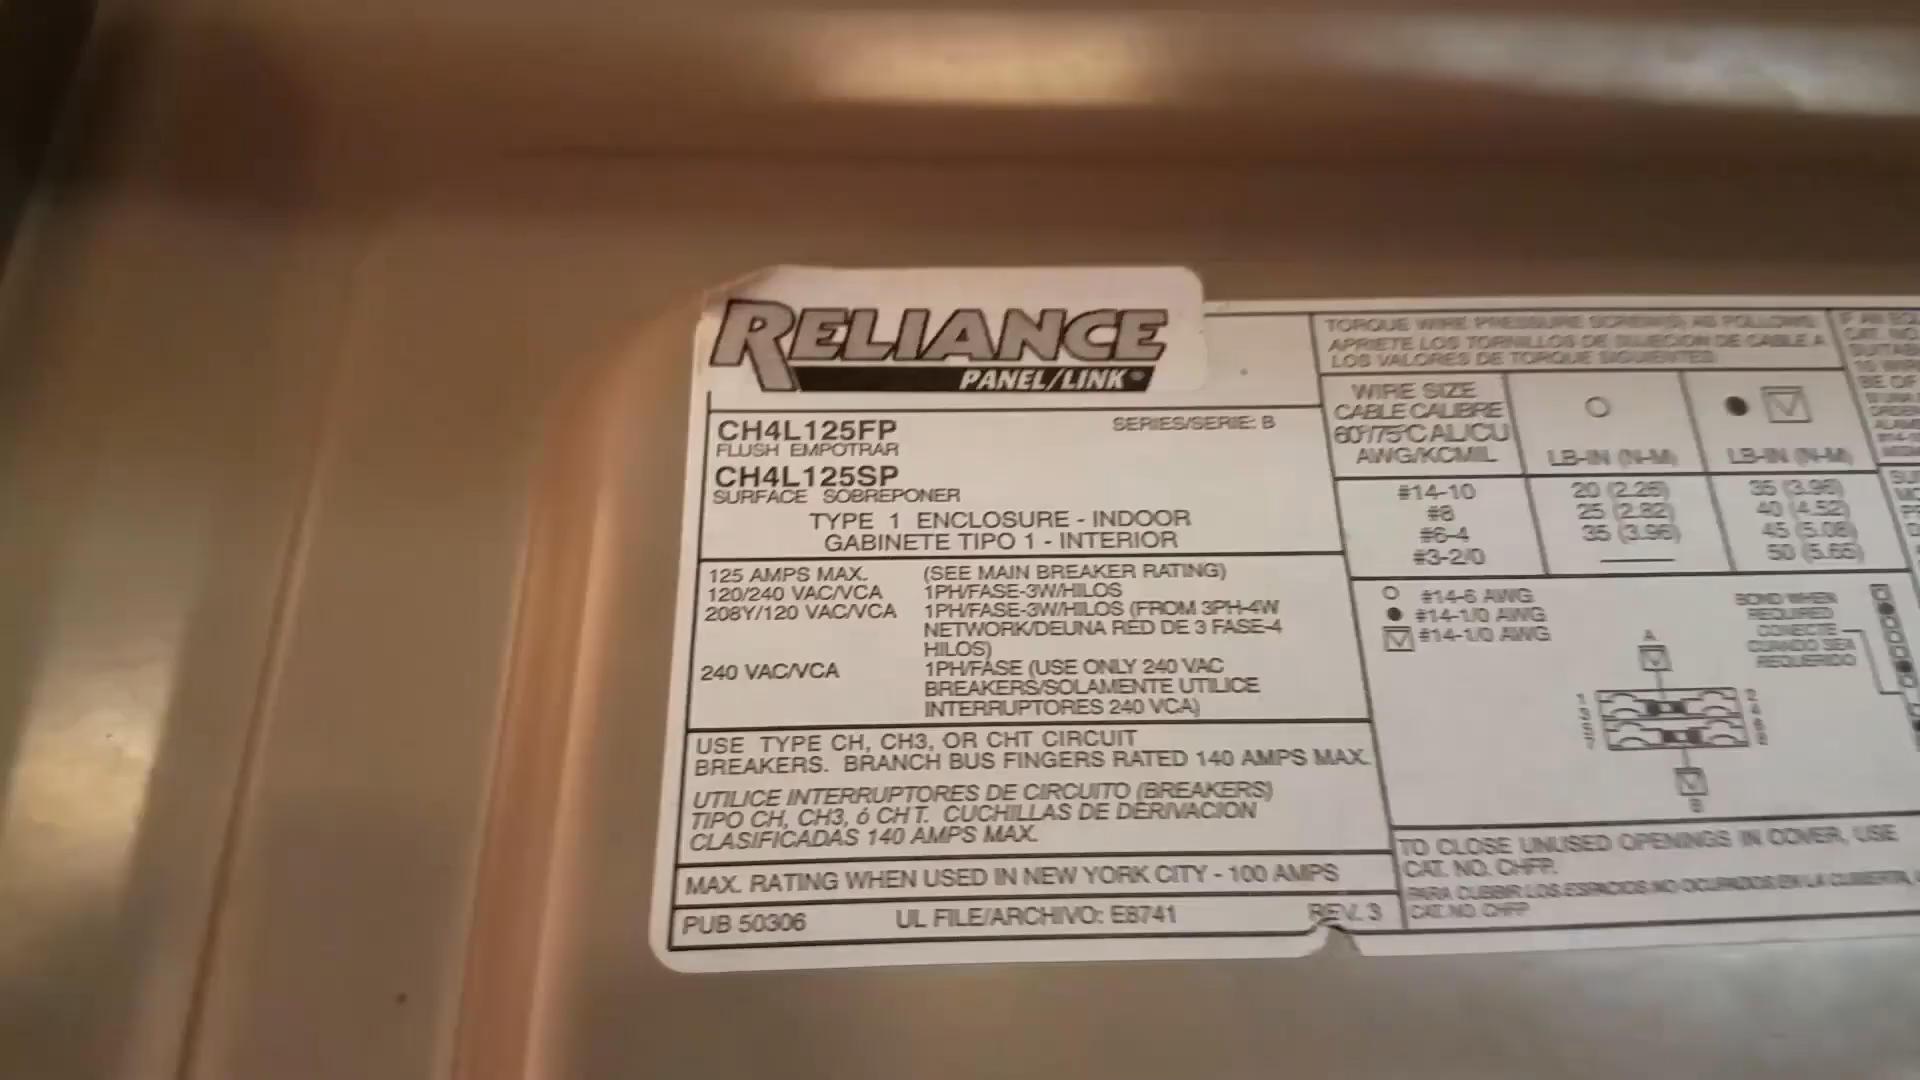 RELIANCE
PANEL/LINK®
CH4L125FP
FLUSH EMPOTRAR
SERIES/SERIE: B
CH4L125SP
SURFACE SOBREPONER
TYPE 1 ENCLOSURE - INDOOR
GABINETE TIPO 1 - INTERIOR
125 AMPS MAX. (SEE MAIN BREAKER RATING)
120/240 VAC/VCA 1PH/FASE-3W/HILOS
208Y/120 VAC/VCA 1PH/FASE-3W/HILOS (FROM 3PH-4W
NETWORK/DEUNA RED DE 3 FASE-4
HILOS)
240 VAC/VCA 1PH/FASE (USE ONLY 240 VAC
BREAKERS/SOLAMENTE UTILICE
INTERRUPTORES 240 VCA)
USE TYPE CH, CH3, OR CHT CIRCUIT
BREAKERS. BRANCH BUS FINGERS RATED 140 AMPS MAX.
UTILICE INTERRUPTORES DE CIRCUITO (BREAKERS)
TIPO CH, CH3, ó CHT. CUCHILLAS DE DERIVACION
CLASIFICADAS 140 AMPS MAX.
MAX. RATING WHEN USED IN NEW YORK CITY - 100 AMPS
PUB 50306 UL FILE/ARCHIVO: E8741 REV. 3
TORQUE WIRE PRESSURE SCREW(S) AS FOLLOWS
APRIETE LOS TORNILLOS DE SUJECION DE CABLE A
LOS VALORES DE TORQUE SIGUIENTES
WIRE SIZE
CABLE CALIBRE
60°/75°C AL/CU
AWG/KCMIL
LB-IN (N-M) LB-IN (N-M)
#14-10 20 (2.26) 35 (3.96)
#8 25 (2.82) 40 (4.52)
#6-4 35 (3.96) 45 (5.08)
#3-2/0 50 (5.65)
#14-6 AWG
#14-1/0 AWG
#14-1/0 AWG
BOND WHEN
REQUIRED
CONECTE
CUANDO SEA
REQUERIDO
A
B
TO CLOSE UNUSED OPENINGS IN COVER, USE
CAT. NO. CHFP.
PARA CUBRIR LOS ESPACIOS NO OCUPADOS EN LA CUBIERTA,
CAT. NO. CHFP